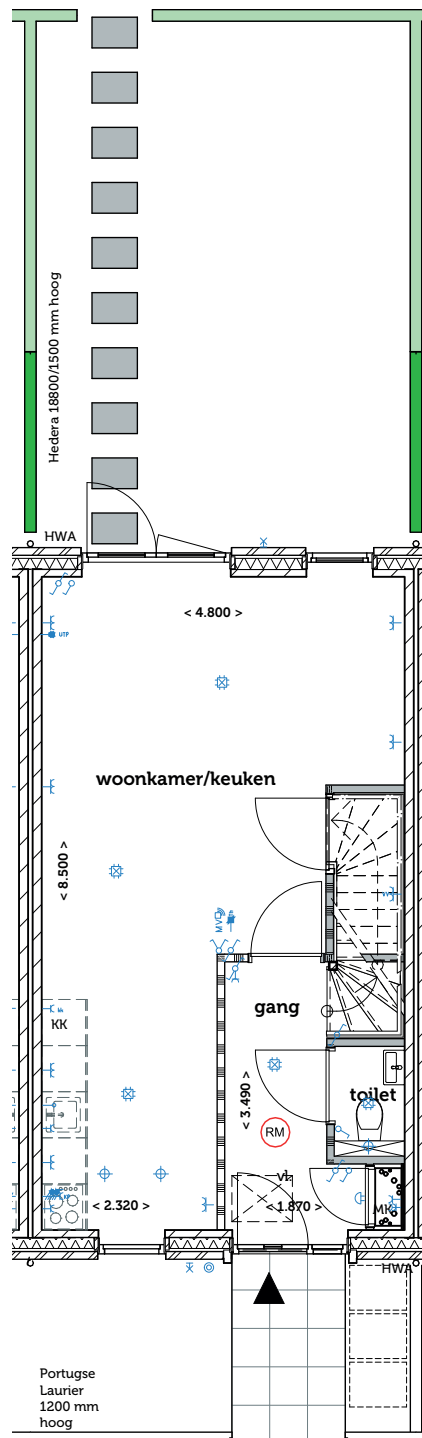 Hedera 18800/1500 mm hoog
HWA
< 4.800 >
UTP
woonkamer/keuken
< 8.500 >
MV
gang
KK
toilet
< 3.490 >
RM
vl
< 2.320 >
< 1.870 >
MK
HWA
Portugse
Laurier
1200 mm
hoog